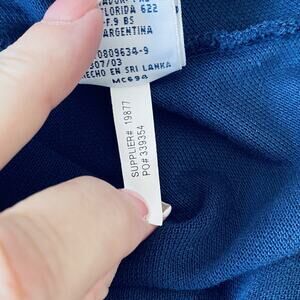 FLORIDA 622
-F.9 BS
ARGENTINA
0809634-9
307/03
HECHO EN SRI LANKA
MC694
SUPPLIER# 19877
PO# 339354